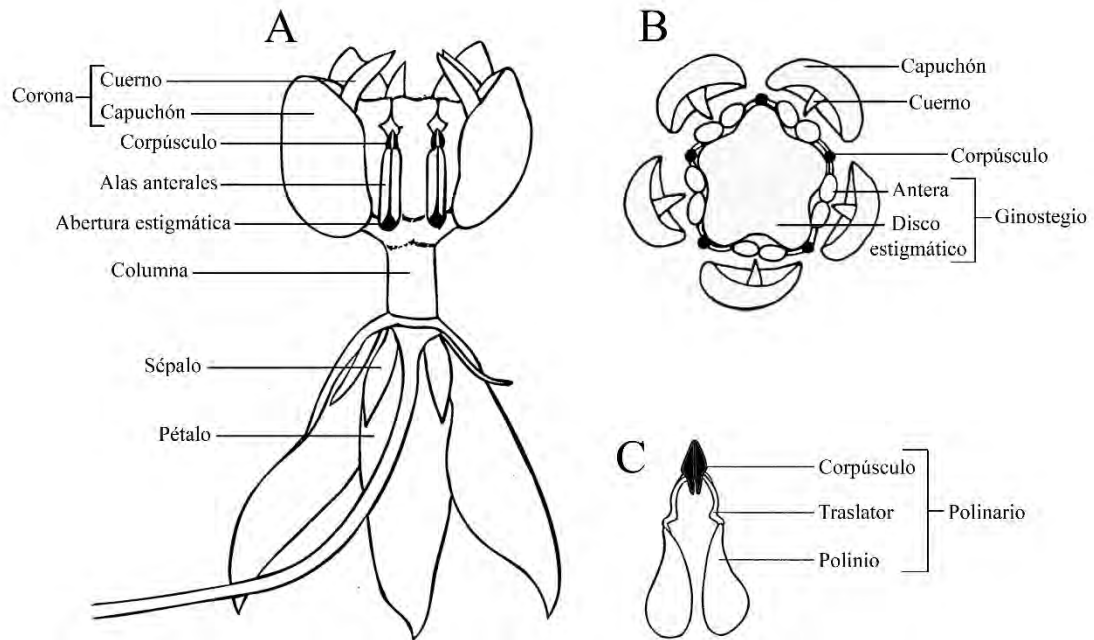 A
Corona
Cuerno
Capuchón
Corpúsculo
Alas anterales
Abertura estigmática
Columna
Sépalo
Pétalo
B
Capuchón
Cuerno
Corpúsculo
Antera
Disco
estigmático
Ginostegio
C
Corpúsculo
Traslator
Polinio
Polinario